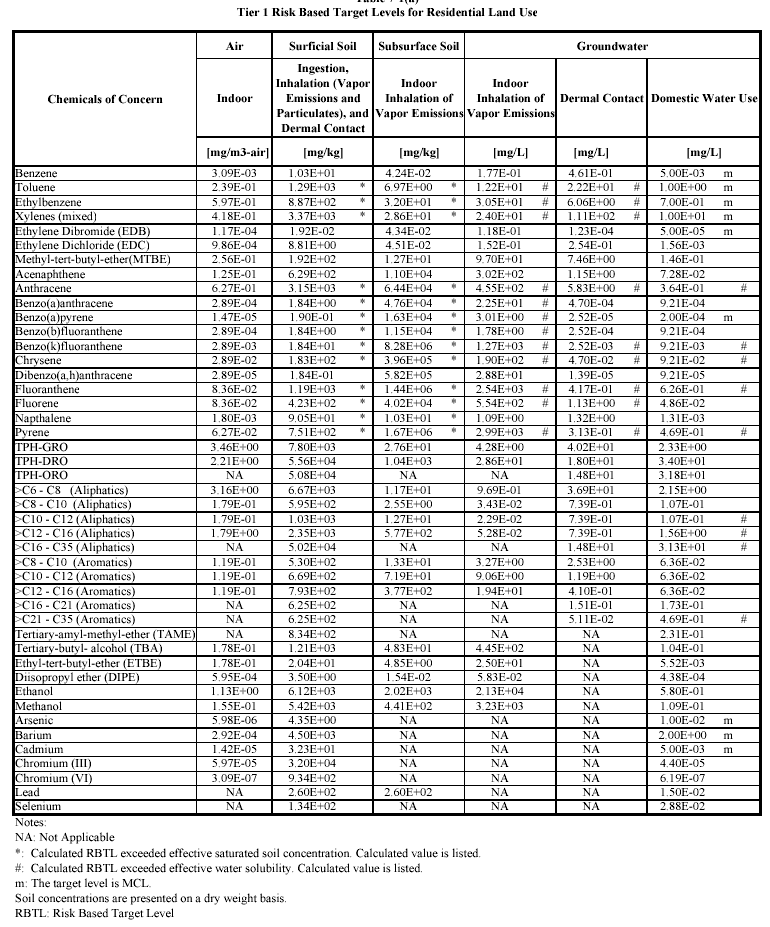 Tier 1 Risk Based Target Levels for Residential Land Use
Air Surficial Soil Subsurface Soil Groundwater
Chemicals of Concern
Indoor
Ingestion, Inhalation (Vapor Emissions and Particulates), and Dermal Contact
Indoor Inhalation of Vapor Emissions
Indoor Inhalation of Vapor Emissions
Dermal Contact
Domestic Water Use
[mg/m3-air] [mg/kg] [mg/kg] [mg/L] [mg/L] [mg/L]
Benzene 3.09E-03 1.03E+01 4.24E-02 1.77E-01 4.61E-01 5.00E-03 m
Toluene 2.39E-01 1.29E+03 * 6.97E+00 * 1.22E+01 # 2.22E+01 # 1.00E+00 m
Ethylbenzene 5.97E-01 8.87E+02 * 3.20E+01 * 3.05E+01 # 6.06E+00 # 7.00E-01 m
Xylenes (mixed) 4.18E-01 3.37E+03 * 2.86E+01 * 2.40E+01 # 1.11E+02 # 1.00E+01 m
Ethylene Dibromide (EDB) 1.17E-04 1.92E-02 4.34E-02 1.18E-01 1.23E-04 5.00E-05 m
Ethylene Dichloride (EDC) 9.86E-04 8.81E+00 4.51E-02 1.52E-01 2.54E-01 1.56E-03
Methyl-tert-butyl-ether(MTBE) 2.56E-01 1.92E+02 1.27E+01 9.70E+01 7.46E+00 1.46E-01
Acenaphthene 1.25E-01 6.29E+02 1.10E+04 3.02E+02 1.15E+00 7.28E-02
Anthracene 6.27E-01 3.15E+03 * 6.44E+04 * 4.55E+02 # 5.83E+00 # 3.64E-01 #
Benzo(a)anthracene 2.89E-04 1.84E+00 * 4.76E+04 * 2.25E+01 # 4.70E-04 9.21E-04
Benzo(a)pyrene 1.47E-05 1.90E-01 * 1.63E+04 * 3.01E+00 # 2.52E-05 2.00E-04 m
Benzo(b)fluoranthene 2.89E-04 1.84E+00 * 1.15E+04 * 1.78E+00 # 2.52E-04 9.21E-04
Benzo(k)fluoranthene 2.89E-03 1.84E+01 * 8.28E+06 * 1.27E+03 # 2.52E-03 # 9.21E-03 #
Chrysene 2.89E-02 1.83E+02 * 3.96E+05 * 1.90E+02 # 4.70E-02 # 9.21E-02 #
Dibenzo(a,h)anthracene 2.89E-05 1.84E-01 5.82E+05 2.88E+01 1.39E-05 9.21E-05
Fluoranthene 8.36E-02 1.19E+03 * 1.44E+06 * 2.54E+03 # 4.17E-01 # 6.26E-01 #
Fluorene 8.36E-02 4.23E+02 * 4.02E+04 * 5.54E+02 # 1.13E+00 # 4.86E-02
Napthalene 1.80E-03 9.05E+01 * 1.03E+01 * 1.09E+00 1.32E+00 1.31E-03
Pyrene 6.27E-02 7.51E+02 * 1.67E+06 * 2.99E+03 # 3.13E-01 # 4.69E-01 #
TPH-GRO 3.46E+00 7.80E+03 2.76E+01 4.28E+00 4.02E+01 2.33E+00
TPH-DRO 2.21E+00 5.56E+04 1.04E+03 2.86E+01 1.80E+01 3.40E+01
TPH-ORO NA 5.08E+04 NA NA 1.48E+01 3.18E+01
>C6 - C8 (Aliphatics) 3.16E+00 6.67E+03 1.17E+01 9.69E-01 3.69E+01 2.15E+00
>C8 - C10 (Aliphatics) 1.79E-01 5.95E+02 2.55E+00 3.43E-02 7.39E-01 1.07E-01
>C10 - C12 (Aliphatics) 1.79E-01 1.03E+03 1.27E+01 2.29E-02 7.39E-01 1.07E-01 #
>C12 - C16 (Aliphatics) 1.79E+00 2.35E+03 5.77E+02 5.28E-02 7.39E-01 1.56E+00 #
>C16 - C35 (Aliphatics) NA 5.02E+04 NA NA 1.48E+01 3.13E+01 #
>C8 - C10 (Aromatics) 1.19E-01 5.30E+02 1.33E+01 3.27E+00 2.53E+00 6.36E-02
>C10 - C12 (Aromatics) 1.19E-01 6.69E+02 7.19E+01 9.06E+00 1.19E+00 6.36E-02
>C12 - C16 (Aromatics) 1.19E-01 7.93E+02 3.77E+02 1.94E+01 4.10E-01 6.36E-02
>C16 - C21 (Aromatics) NA 6.25E+02 NA NA 1.51E-01 1.73E-01
>C21 - C35 (Aromatics) NA 6.25E+02 NA NA 5.11E-02 4.69E-01 #
Tertiary-amyl-methyl-ether (TAME) NA 8.34E+02 NA 2.31E-01
Tertiary-butyl- alcohol (TBA) 1.78E-01 1.21E+03 4.83E+01 4.45E+02 NA 1.04E-01
Ethyl-tert-butyl-ether (ETBE) 1.78E-01 2.04E+01 4.85E+00 2.50E+01 NA 5.52E-03
Diisopropyl ether (DIPE) 5.95E-04 3.50E+00 1.54E-02 5.83E-02 NA 4.38E-04
Ethanol 1.13E+00 6.12E+03 2.02E+03 2.13E+04 NA 5.80E-01
Methanol 1.55E-01 5.42E+03 4.41E+02 3.23E+03 NA 1.09E-01
Arsenic 5.98E-06 4.35E+00 NA NA NA 1.00E-02 m
Barium 2.92E-04 4.50E+03 NA NA NA 2.00E+00 m
Cadmium 1.42E-05 3.23E+01 NA NA NA 5.00E-03 m
Chromium (III) 5.97E-05 3.20E+04 NA NA NA 4.40E-05
Chromium (VI) 3.09E-07 9.34E+02 NA NA NA 6.19E-07
Lead NA 2.60E+02 2.60E+02 NA NA 1.50E-02
Selenium NA 1.34E+02 NA NA NA 2.88E-02
Notes:
NA: Not Applicable
*: Calculated RBTL exceeded effective saturated soil concentration. Calculated value is listed.
#: Calculated RBTL exceeded effective water solubility. Calculated value is listed.
m: The target level is MCL.
Soil concentrations are presented on a dry weight basis.
RBTL: Risk Based Target Level